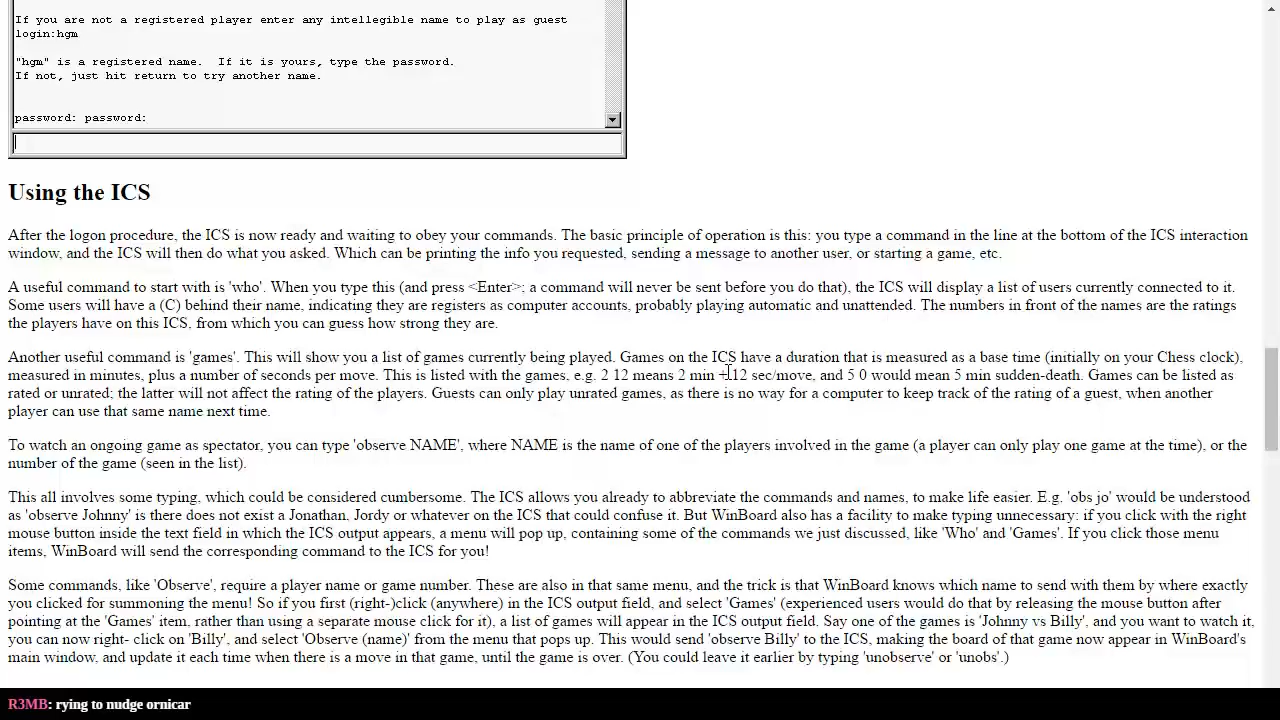 If you are not a registered player enter any intellegible name to play as guest
login:hgm
"hgm" is a registered name.  If it is yours, type the password.
If not, just hit return to try another name.
password: password:
Using the ICS
After the logon procedure, the ICS is now ready and waiting to obey your commands. The basic principle of operation is this: you type a command in the line at the bottom of the ICS interaction
window, and the ICS will then do what you asked. Which can be printing the info you requested, sending a message to another user, or starting a game, etc.
A useful command to start with is 'who'. When you type this (and press <Enter>; a command will never be sent before you do that), the ICS will display a list of users currently connected to it.
Some users will have a (C) behind their name, indicating they are registers as computer accounts, probably playing automatic and unattended. The numbers in front of the names are the ratings
the players have on this ICS, from which you can guess how strong they are.
Another useful command is 'games'. This will show you a list of games currently being played. Games on the ICS have a duration that is measured as a base time (initially on your Chess clock),
measured in minutes, plus a number of seconds per move. This is listed with the games, e.g. 2 12 means 2 min + 12 sec/move, and 5 0 would mean 5 min sudden-death. Games can be listed as
rated or unrated; the latter will not affect the rating of the players. Guests can only play unrated games, as there is no way for a computer to keep track of the rating of a guest, when another
player can use that same name next time.
To watch an ongoing game as spectator, you can type 'observe NAME', where NAME is the name of one of the players involved in the game (a player can only play one game at the time), or the
number of the game (seen in the list).
This all involves some typing, which could be considered cumbersome. The ICS allows you already to abbreviate the commands and names, to make life easier. E.g. 'obs jo' would be understood
as 'observe Johnny' is there does not exist a Jonathan, Jordy or whatever on the ICS that could confuse it. But WinBoard also has a facility to make typing unnecessary: if you click with the right
mouse button inside the text field in which the ICS output appears, a menu will pop up, containing some of the commands we just discussed, like 'Who' and 'Games'. If you click those menu
items, WinBoard will send the corresponding command to the ICS for you!
Some commands, like 'Observe', require a player name or game number. These are also in that same menu, and the trick is that WinBoard knows which name to send with them by where exactly
you clicked for summoning the menu! So if you first (right-)click (anywhere) in the ICS output field, and select 'Games' (experienced users would do that by releasing the mouse button after
pointing at the 'Games' item, rather than using a separate mouse click for it), a list of games will appear in the ICS output field. Say one of the games is 'Johnny vs Billy', and you want to watch it,
you can now right- click on 'Billy', and select 'Observe (name)' from the menu that pops up. This would send 'observe Billy' to the ICS, making the board of that game now appear in WinBoard's
main window, and update it each time when there is a move in that game, until the game is over. (You could leave it earlier by typing 'unobserve' or 'unobs'.)
R3MB: rying to nudge ornicar